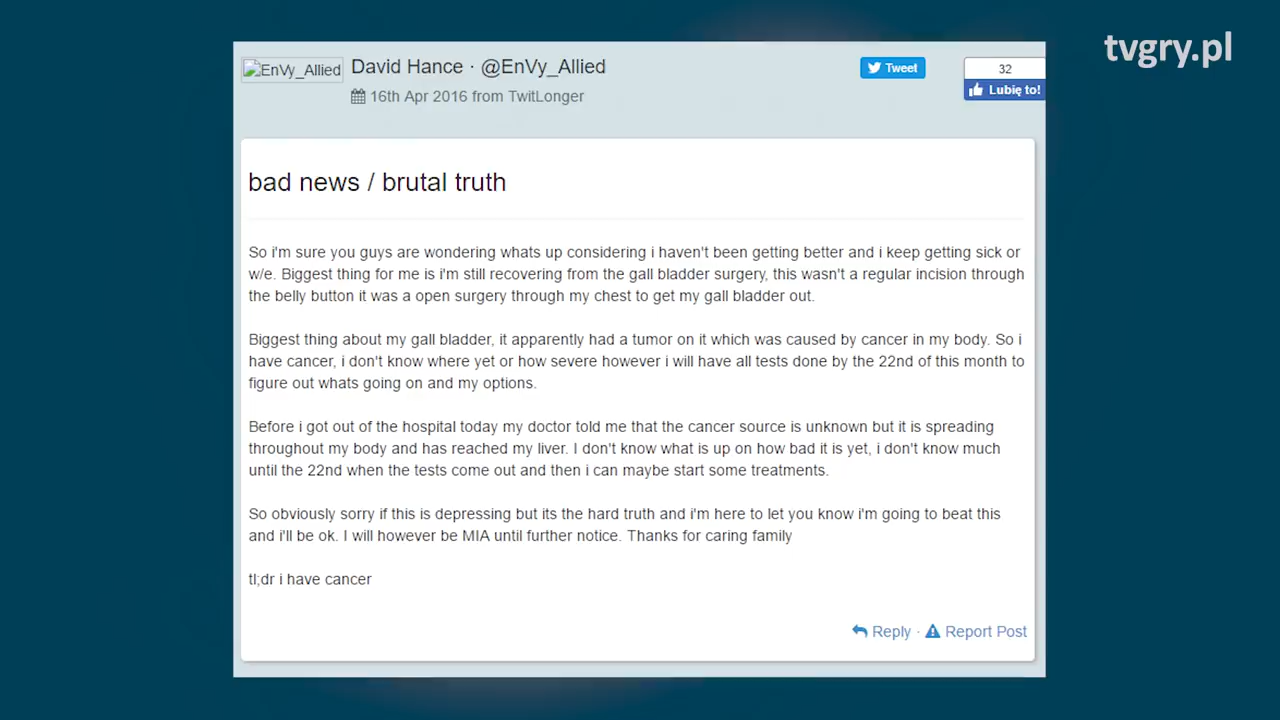 tvgry.pl
EnVy_Allied
David Hance · @EnVy_Allied
Tweet
32
Lubię to!
16th Apr 2016 from TwitLonger
bad news / brutal truth
So i'm sure you guys are wondering whats up considering i haven't been getting better and i keep getting sick or
w/e. Biggest thing for me is i'm still recovering from the gall bladder surgery, this wasn't a regular incision through
the belly button it was a open surgery through my chest to get my gall bladder out.
Biggest thing about my gall bladder, it apparently had a tumor on it which was caused by cancer in my body. So i
have cancer, i don't know where yet or how severe however i will have all tests done by the 22nd of this month to
figure out whats going on and my options.
Before i got out of the hospital today my doctor told me that the cancer source is unknown but it is spreading
throughout my body and has reached my liver. I don't know what is up on how bad it is yet, i don't know much
until the 22nd when the tests come out and then i can maybe start some treatments.
So obviously sorry if this is depressing but its the hard truth and i'm here to let you know i'm going to beat this
and i'll be ok. I will however be MIA until further notice. Thanks for caring family
tl;dr i have cancer
Reply · Report Post